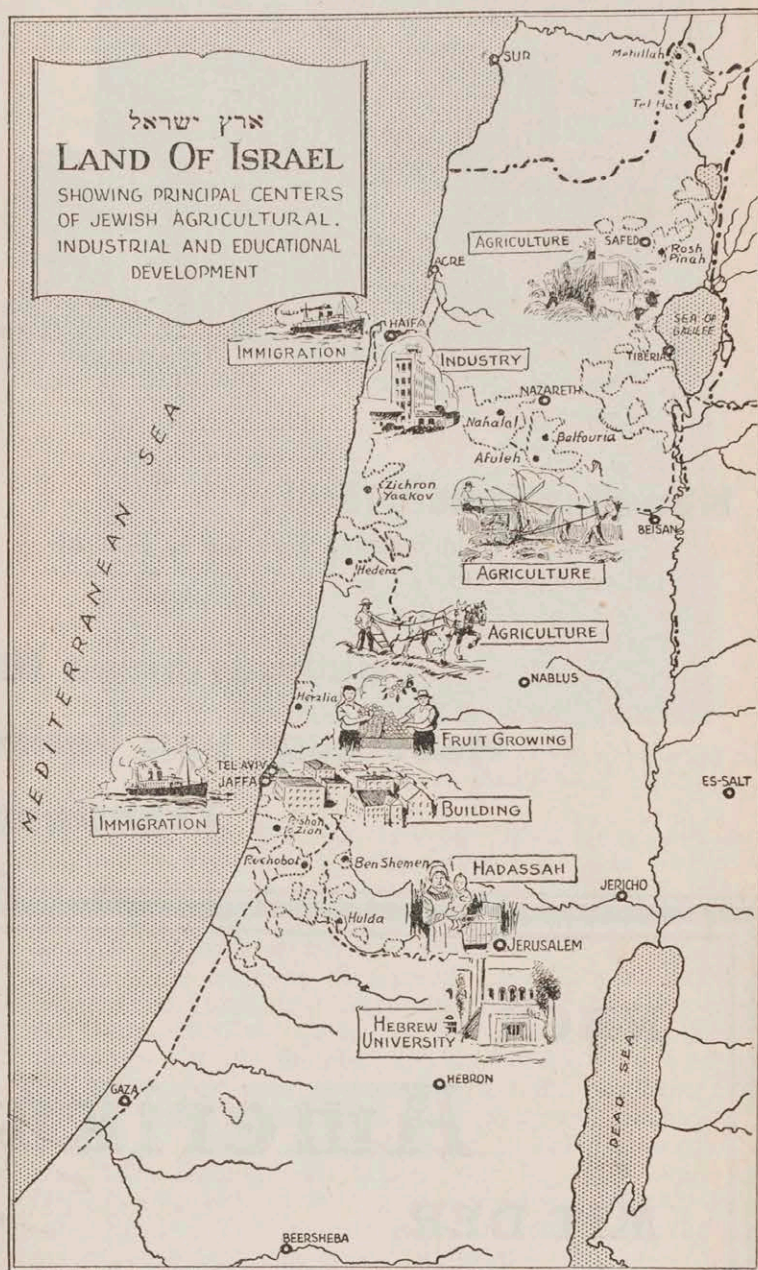 ארץ ישראל
LAND OF ISRAEL
SHOWING PRINCIPAL CENTERS
OF JEWISH AGRICULTURAL.
INDUSTRIAL AND EDUCATIONAL
DEVELOPMENT
SUR
Metullah
Tel Hai
AGRICULTURE
SAFED
Rosh
Pinah
ACRE
SEA OF
GALILEE
IMMIGRATION
HAIFA
INDUSTRY
TIBERIA
NAZARETH
Nahalal
Balfouria
Afuleh
MEDITERRANEAN SEA
Zichron
Yaakov
BEISAN
Hedera
AGRICULTURE
AGRICULTURE
NABLUS
Herzlia
FRUIT GROWING
TEL AVIV
JAFFA
ES-SALT
IMMIGRATION
BUILDING
Rishon
Zion
Rechobot
Ben Shemen
HADASSAH
JERICHO
Hulda
JERUSALEM
HEBREW
UNIVERSITY
HEBRON
GAZA
DEAD SEA
BEERSHEBA